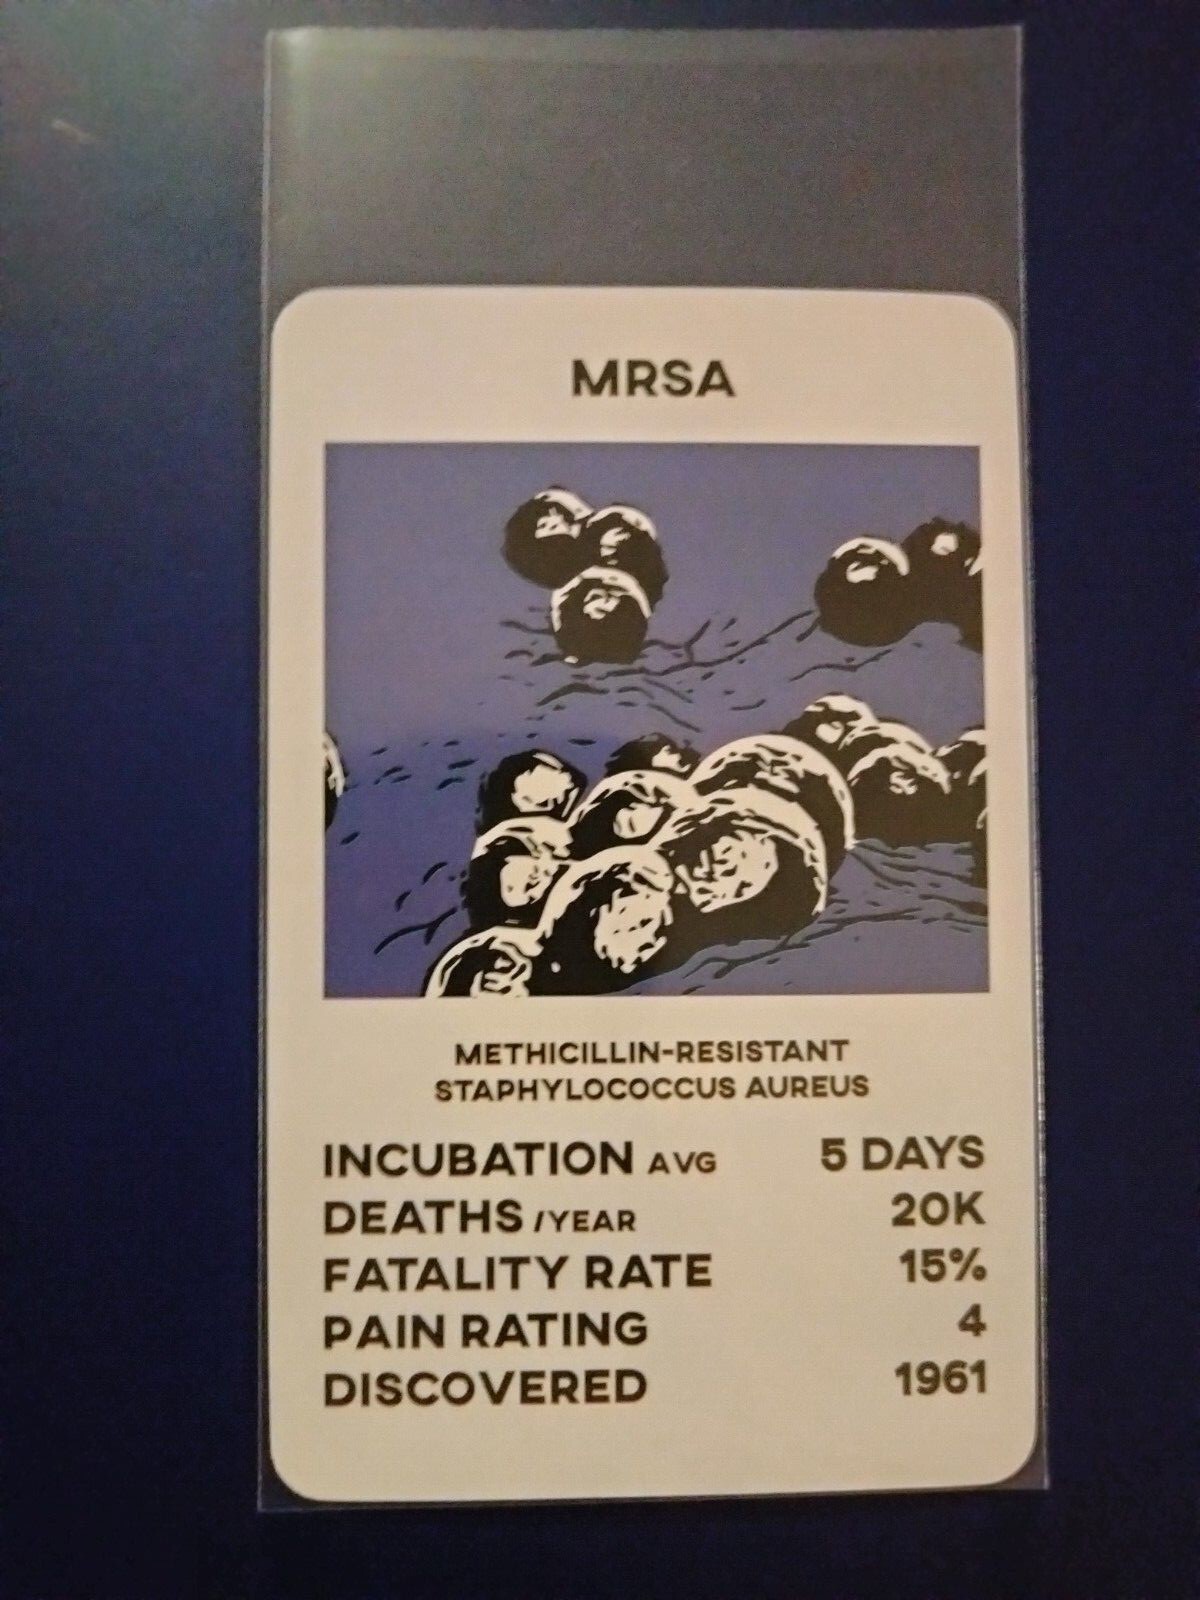 MRSA
METHICILLIN-RESISTANT
STAPHYLOCOCCUS AUREUS
INCUBATION AVG 5 DAYS
DEATHS /YEAR 20K
FATALITY RATE 15%
PAIN RATING 4
DISCOVERED 1961